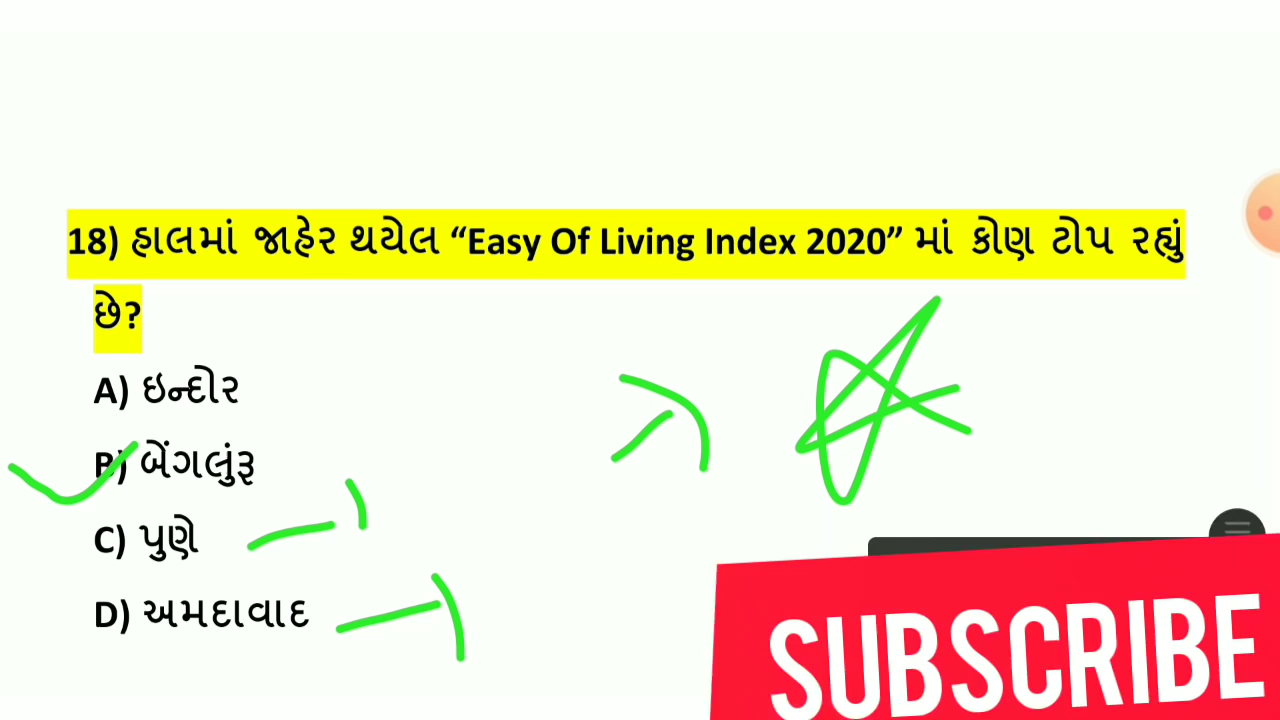 18) હાલમાં જાહેર થયેલ “Easy Of Living Index 2020” માં કોણ ટોપ રહ્યું
છે?
A) ઇન્દોર
B) બેંગલુંરૂ
C) પુણે
D) અમદાવાદ
SUBSCRIBE